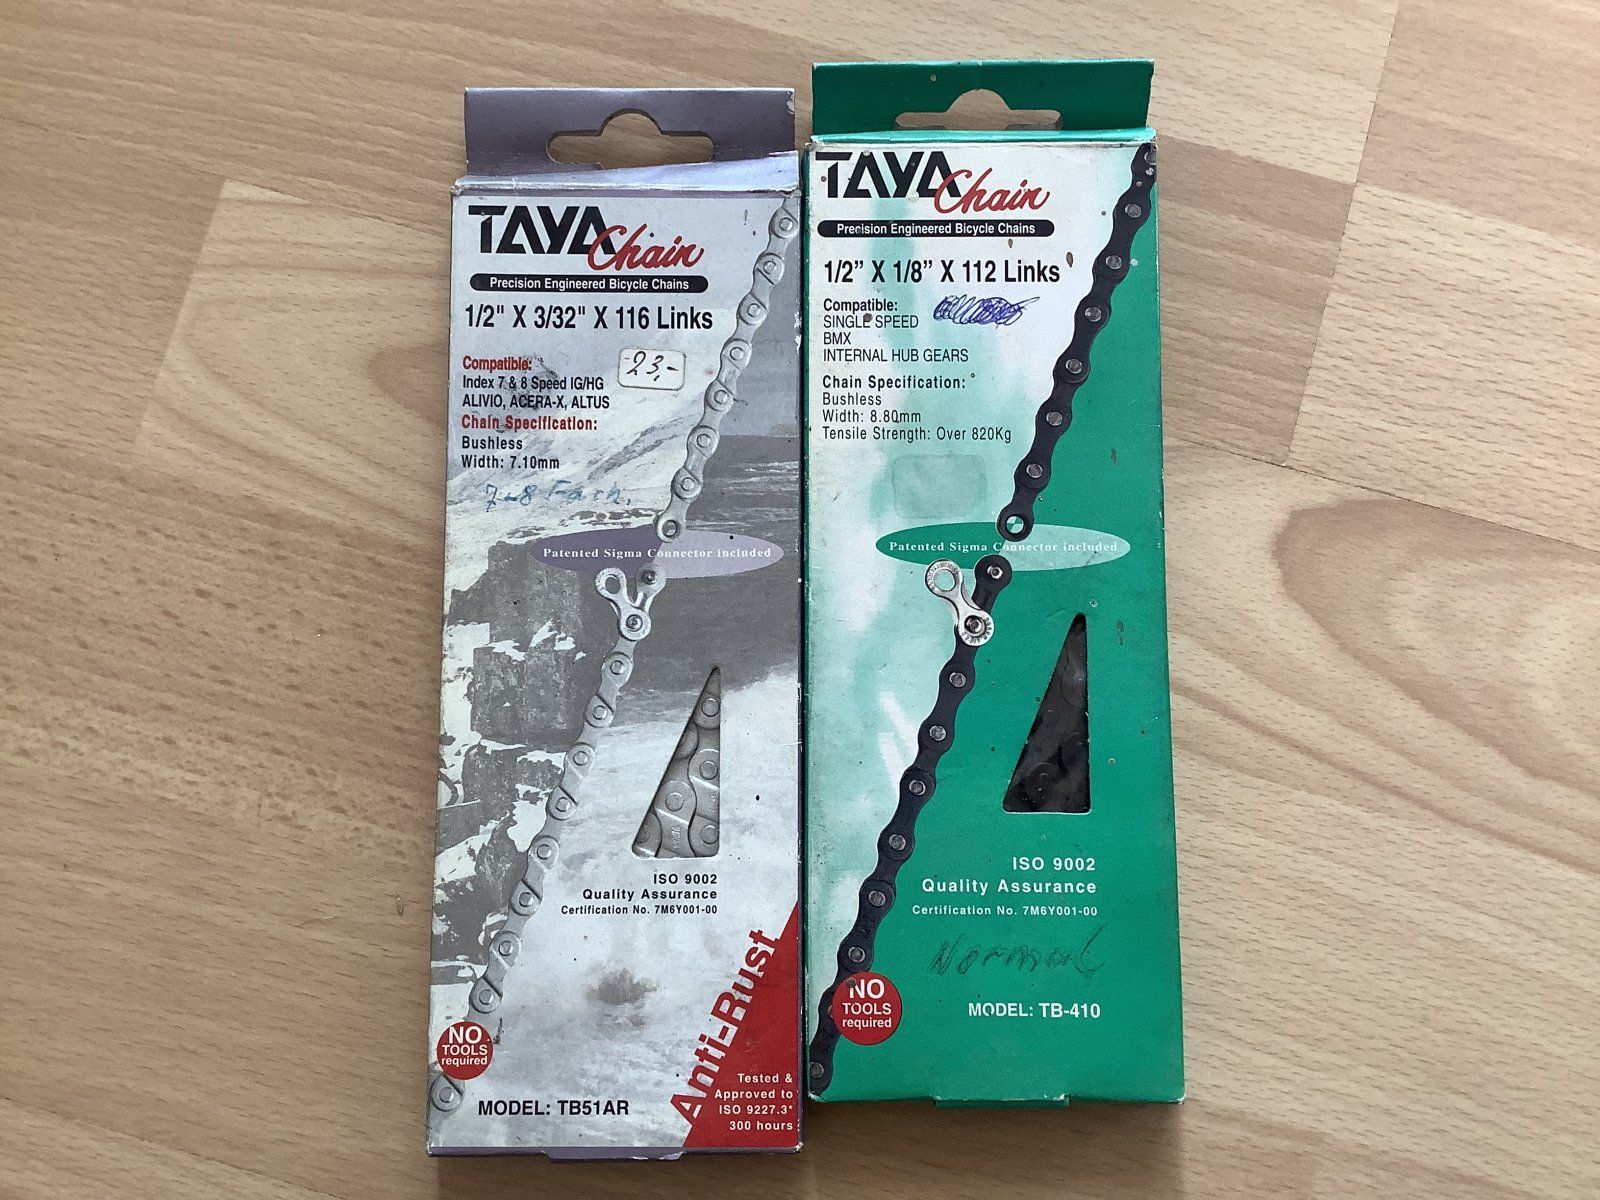 TAYA Chain
Precision Engineered Bicycle Chains
1/2" X 3/32" X 116 Links
23,-
Compatible:
Index 7 & 8 Speed IG/HG
ALIVIO, ACERA-X, ALTUS
Chain Specification:
Bushless
Width: 7.10mm
7-8 Fach.
Patented Sigma Connector included
ISO 9002
Quality Assurance
Certification No. 7M6Y001-00
Anti-Rust
NO
TOOLS
required
Tested &
Approved to
ISO 9227.3*
300 hours
MODEL: TB51AR
TAYA Chain
Precision Engineered Bicycle Chains
1/2” X 1/8” X 112 Links
Compatible:
SINGLE SPEED
BMX
INTERNAL HUB GEARS
Chain Specification:
Bushless
Width: 8.80mm
Tensile Strength: Over 820Kg
Patented Sigma Connector included
ISO 9002
Quality Assurance
Certification No. 7M6Y001-00
Normal
NO
TOOLS
required
MODEL: TB-410